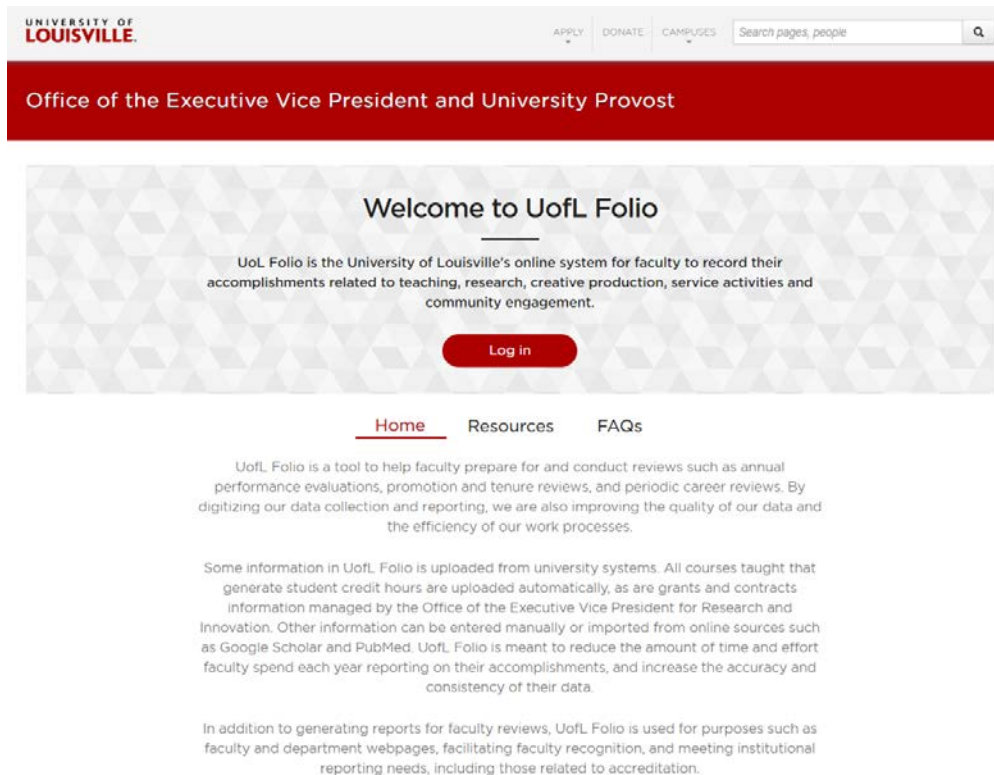 UNIVERSITY OF
LOUISVILLE.
APPLY DONATE CAMPUSES Search pages, people
Office of the Executive Vice President and University Provost
Welcome to UofL Folio
UoL Folio is the University of Louisville's online system for faculty to record their
accomplishments related to teaching, research, creative production, service activities and
community engagement.
Log in
Home Resources FAQs
UofL Folio is a tool to help faculty prepare for and conduct reviews such as annual
performance evaluations, promotion and tenure reviews, and periodic career reviews. By
digitizing our data collection and reporting, we are also improving the quality of our data and
the efficiency of our work processes.
Some information in UofL Folio is uploaded from university systems. All courses taught that
generate student credit hours are uploaded automatically, as are grants and contracts
information managed by the Office of the Executive Vice President for Research and
Innovation. Other information can be entered manually or imported from online sources such
as Google Scholar and PubMed. UofL Folio is meant to reduce the amount of time and effort
faculty spend each year reporting on their accomplishments, and increase the accuracy and
consistency of their data.
In addition to generating reports for faculty reviews, UofL Folio is used for purposes such as
faculty and department webpages, facilitating faculty recognition, and meeting institutional
reporting needs, including those related to accreditation.